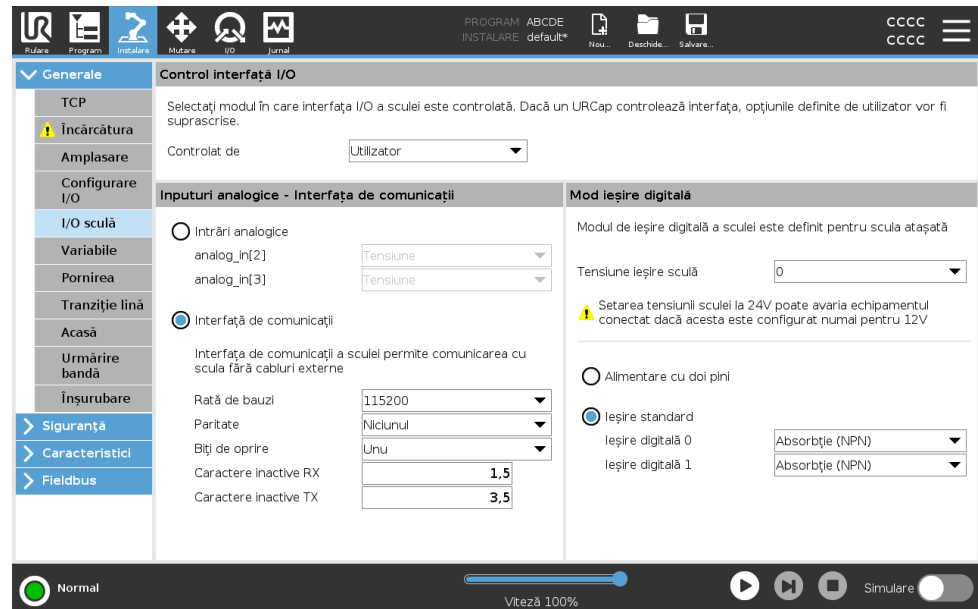 PROGRAM ABCDE
INSTALARE default*
CCCC
CCCC
Rulare
Program
Instalare
Mutare
I/O
Jurnal
Nou...
Deschide...
Salvare...
Generale
TCP
Încărcătura
Amplasare
Configurare
I/O
I/O sculă
Variabile
Pornirea
Tranziție lină
Acasă
Urmărire
bandă
Înșurubare
Siguranță
Caracteristici
Fieldbus
Control interfață I/O
Selectați modul în care interfața I/O a sculei este controlată. Dacă un URCap controlează interfața, opțiunile definite de utilizator vor fi
suprascrise.
Controlat de Utilizator
Inputuri analogice - Interfața de comunicații
Intrări analogice
analog_in[2] Tensiune
analog_in[3] Tensiune
Interfață de comunicații
Interfața de comunicații a sculei permite comunicarea cu
scula fără cabluri externe
Rată de bauzi 115200
Paritate Niciunul
Biți de oprire Unu
Caractere inactive RX 1,5
Caractere inactive TX 3,5
Mod ieșire digitală
Modul de ieșire digitală a sculei este definit pentru scula atașată
Tensiune ieșire sculă 0
Setarea tensiunii sculei la 24V poate avaria echipamentul
conectat dacă acesta este configurat numai pentru 12V
Alimentare cu doi pini
Ieșire standard
Ieșire digitală 0 Absorbție (NPN)
Ieșire digitală 1 Absorbție (NPN)
Normal
Viteză 100%
Simulare